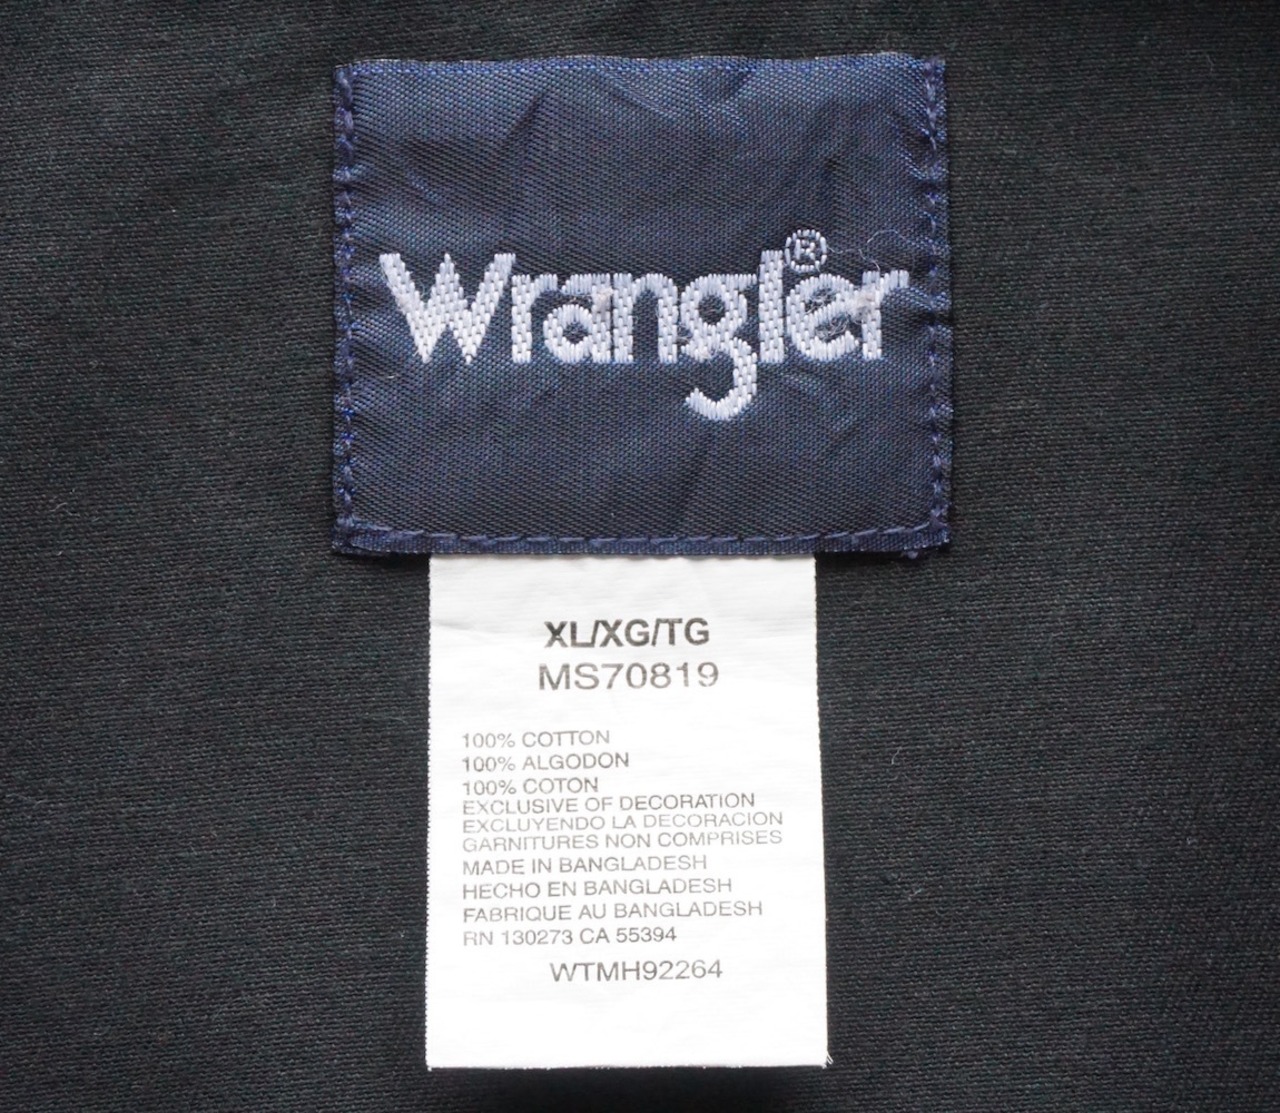 Wrangler®
XL/XG/TG
MS70819
100% COTTON
100% ALGODON
100% COTON
EXCLUSIVE OF DECORATION
EXCLUYENDO LA DECORACION
GARNITURES NON COMPRISES
MADE IN BANGLADESH
HECHO EN BANGLADESH
FABRIQUE AU BANGLADESH
RN 130273 CA 55394
WTMH92264